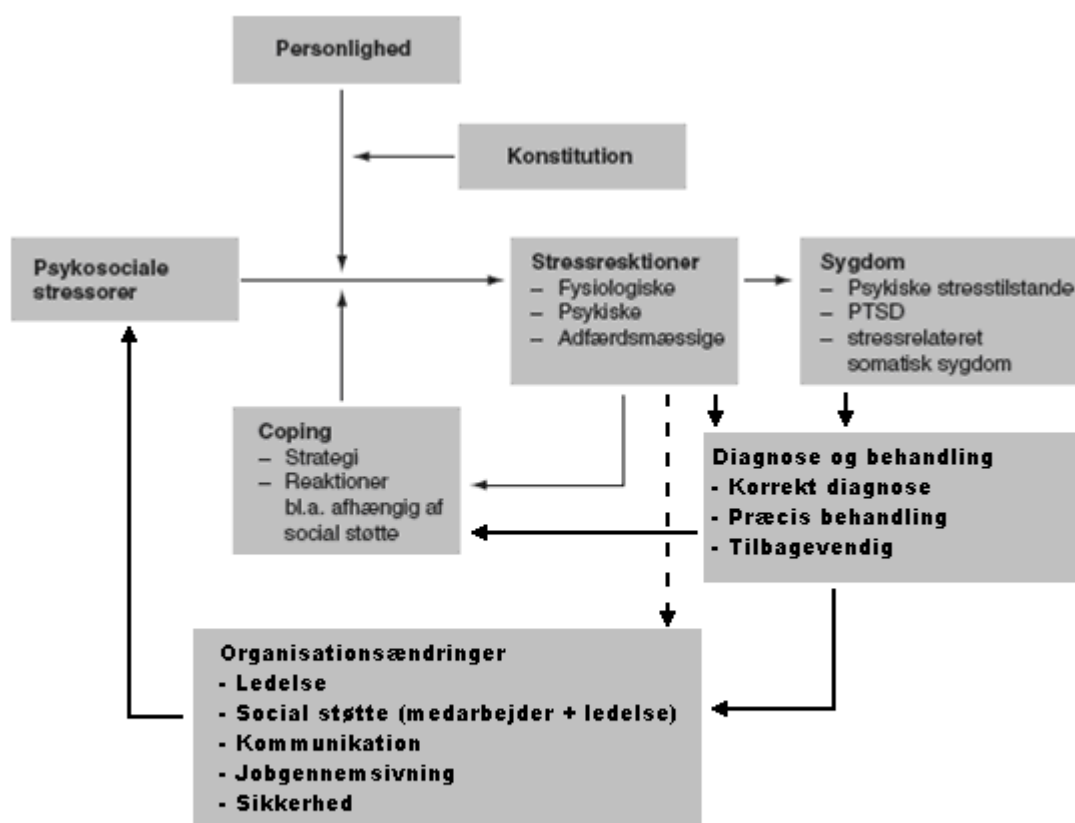 Personlighed
Konstitution
Psykosociale
stressorer
Stressresktioner
– Fysiologiske
– Psykiske
– Adfærdsmæssige
Sygdom
– Psykiske stresstilstande
– PTSD
– stressrelateret
somatisk sygdom
Coping
– Strategi
– Reaktioner
bl.a. afhængig af
social støtte
Diagnose og behandling
- Korrekt diagnose
- Præcis behandling
- Tilbagevendig
Organisationsændringer
- Ledelse
- Social støtte (medarbejder + ledelse)
- Kommunikation
- Jobgennemsivning
- Sikkerhed